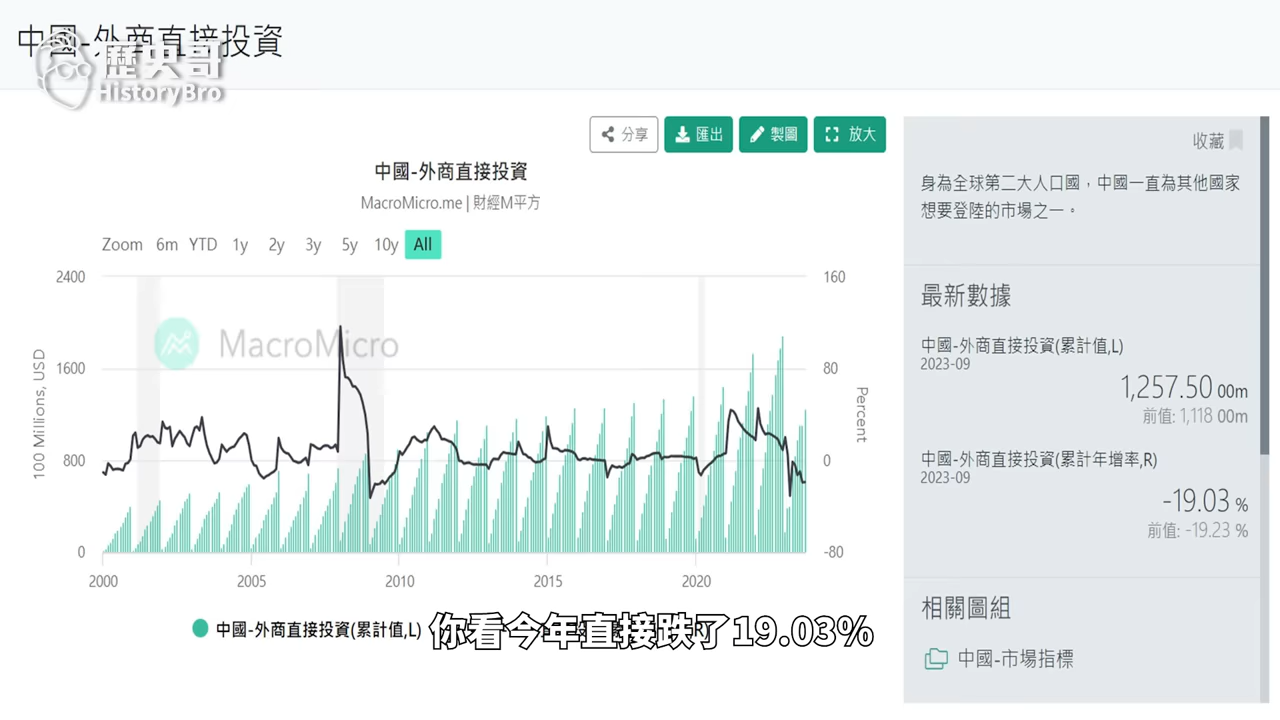 中國-外商直接投資
歷史哥
HistoryBro
分享
匯出
製圖
放大
中國-外商直接投資
MacroMicro.me | 財經M平方
Zoom 6m YTD 1y 2y 3y 5y 10y All
2400
1600
800
0
100 Millions, USD
MacroMicro
160
80
0
-80
Percent
2000 2005 2010 2015 2020
中國-外商直接投資(累計值,L)
你看今年直接跌了19.03%
收藏
身為全球第二大人口國，中國一直為其他國家
想要登陸的市場之一。
最新數據
中國-外商直接投資(累計值,L)
2023-09
1,257.50 00m
前值: 1,118 00m
中國-外商直接投資(累計年增率,R)
2023-09
-19.03 %
前值: -19.23 %
相關圖組
中國-市場指標